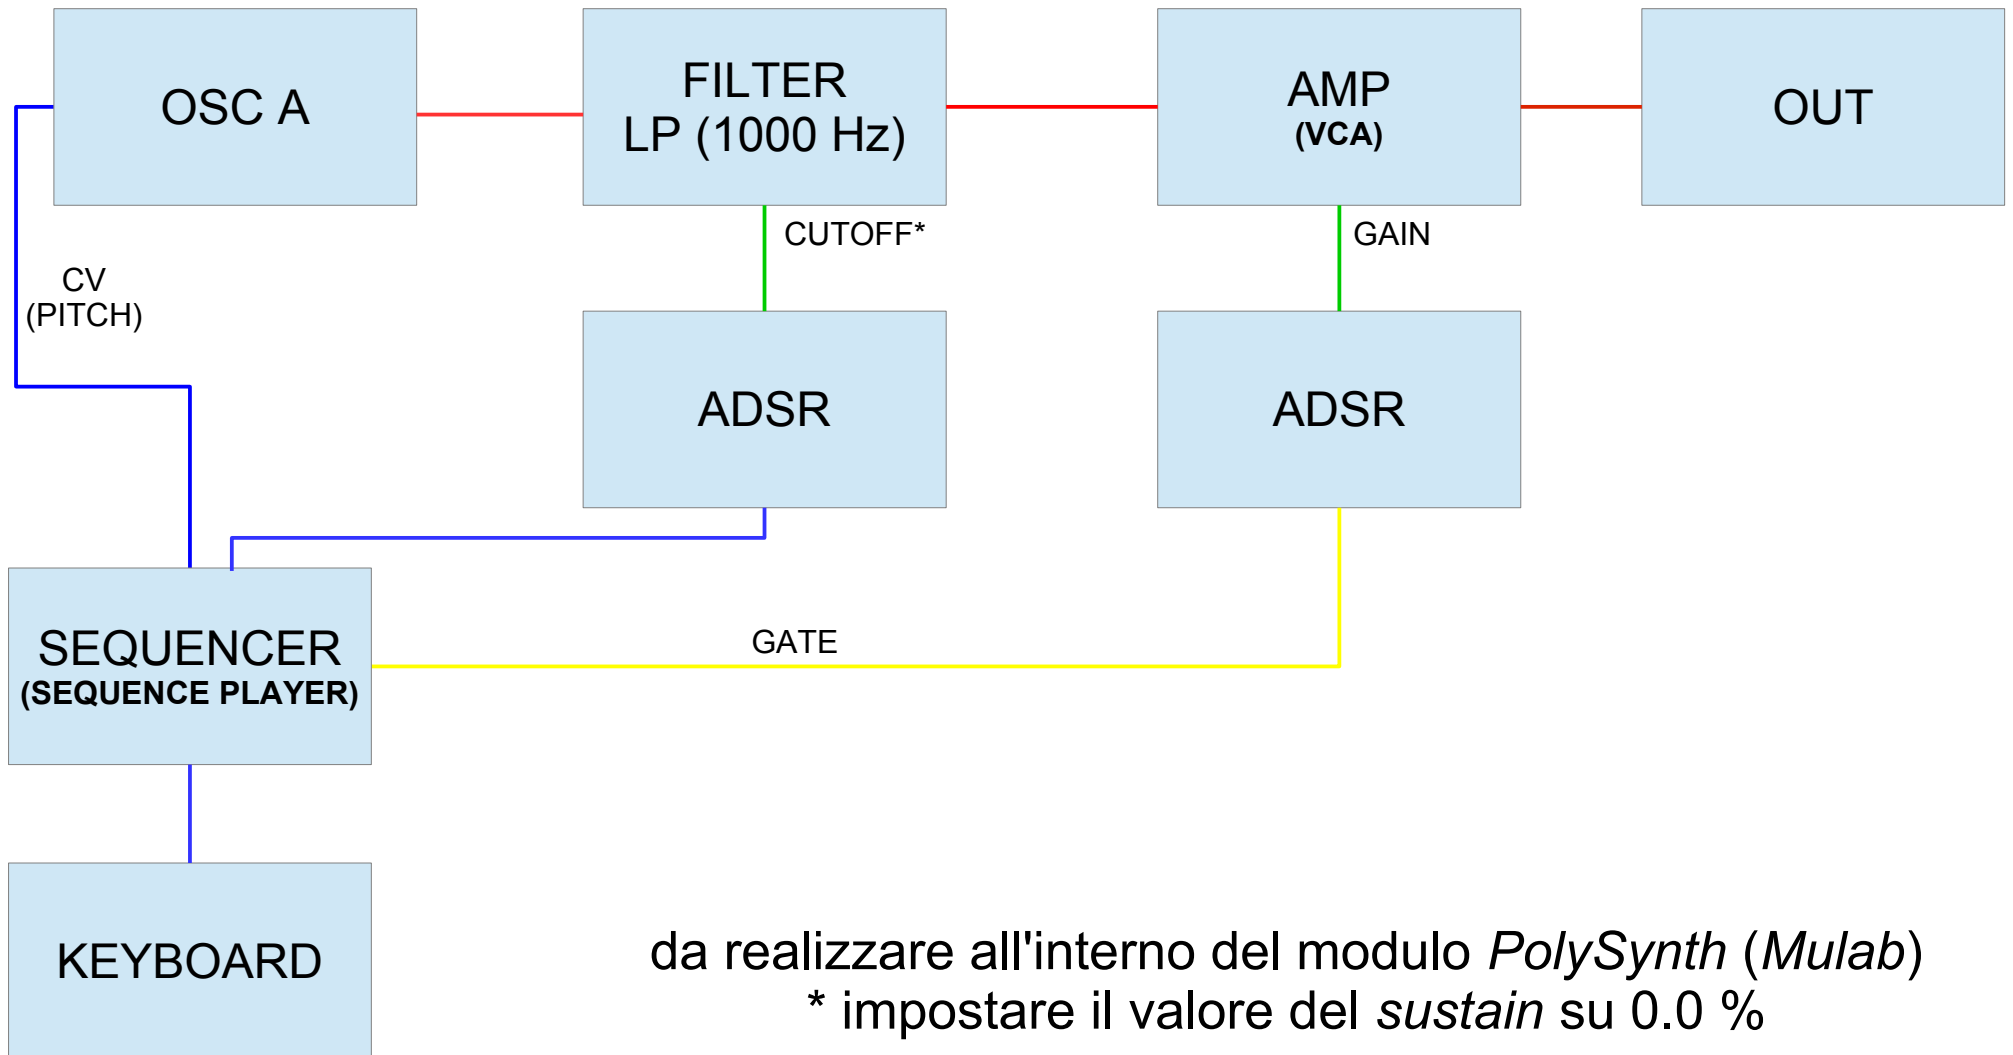 OSC A
FILTER
LP (1000 Hz)
AMP
(VCA)
OUT
CUTOFF*
GAIN
CV
(PITCH)
ADSR
ADSR
SEQUENCER
(SEQUENCE PLAYER)
GATE
KEYBOARD
da realizzare all'interno del modulo PolySynth (Mulab)
* impostare il valore del sustain su 0.0 %